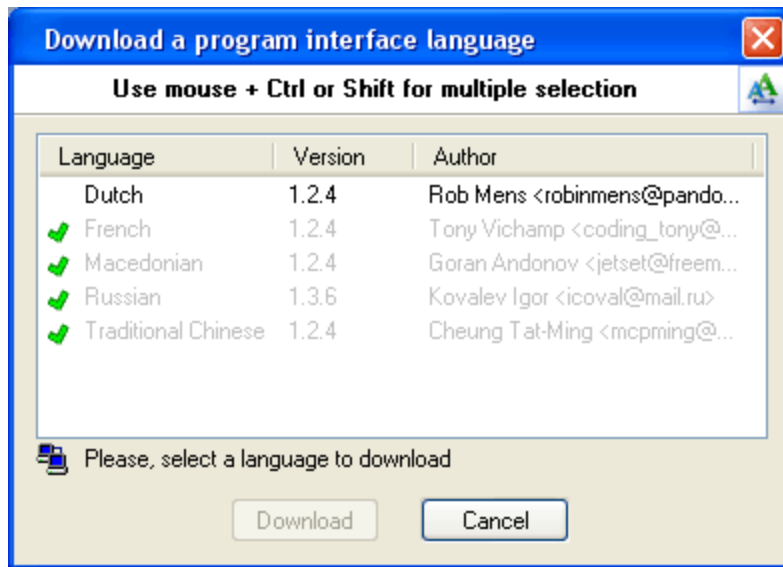 Download a program interface language
Use mouse + Ctrl or Shift for multiple selection
Language Version Author
Dutch 1.2.4 Rob Mens <robinmens@pando...
French 1.2.4 Tony Vichamp <coding_tony@...
Macedonian 1.2.4 Goran Andonov <jetset@freem...
Russian 1.3.6 Kovalev Igor <icoval@mail.ru>
Traditional Chinese 1.2.4 Cheung Tat-Ming <mcpming@...
Please, select a language to download
Download Cancel